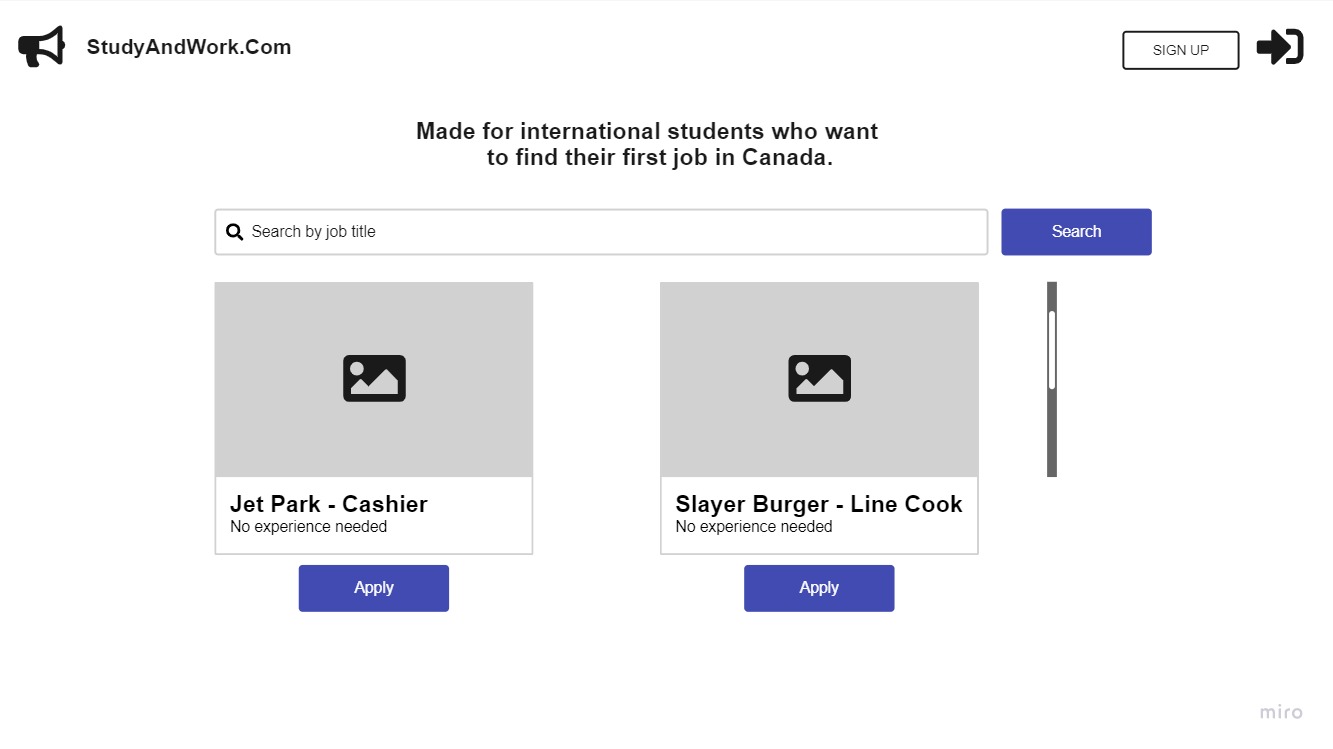 StudyAndWork.Com
SIGN UP
Made for international students who want
to find their first job in Canada.
Search by job title
Search
Jet Park - Cashier
No experience needed
Apply
Slayer Burger - Line Cook
No experience needed
Apply
miro